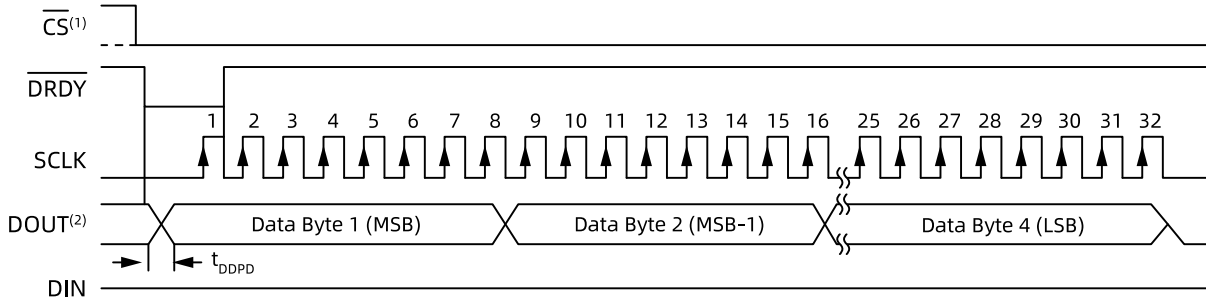 CS(1)
DRDY
1 2 3 4 5 6 7 8 9 10 11 12 13 14 15 16 25 26 27 28 29 30 31 32
SCLK
DOUT(2) Data Byte 1 (MSB) Data Byte 2 (MSB-1) Data Byte 4 (LSB)
tDDPD
DIN